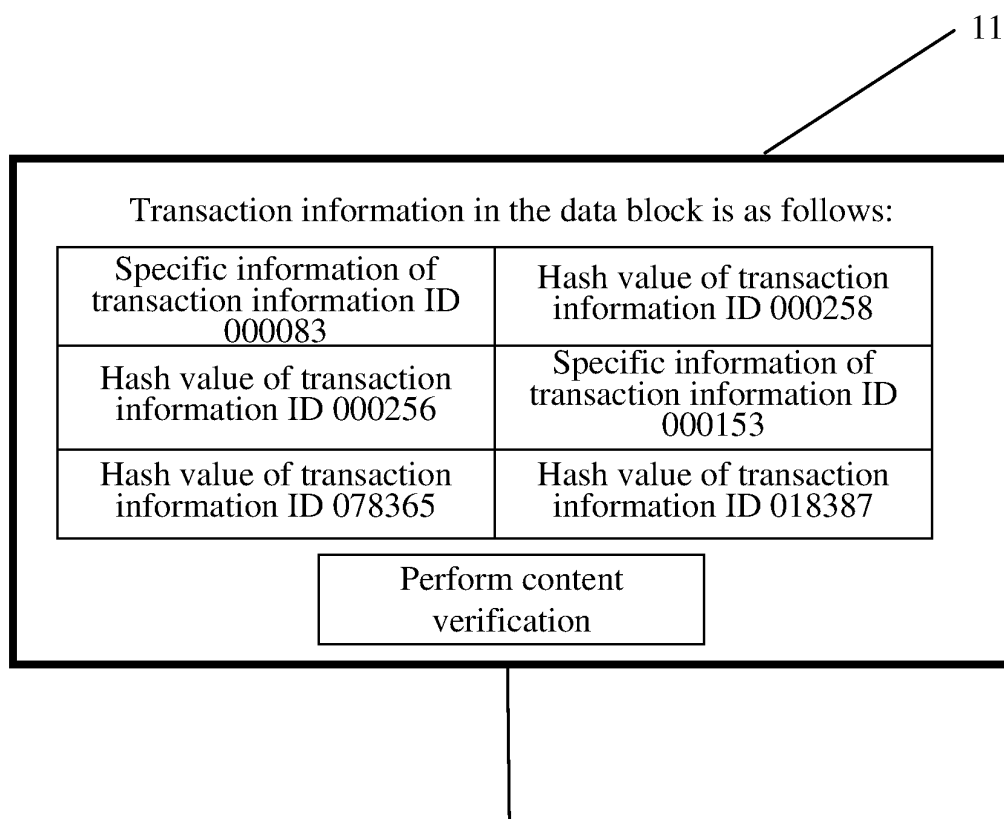 11
Transaction information in the data block is as follows:
Specific information of
transaction information ID
000083
Hash value of transaction
information ID 000258
Hash value of transaction
information ID 000256
Specific information of
transaction information ID
000153
Hash value of transaction
information ID 078365
Hash value of transaction
information ID 018387
Perform content
verification